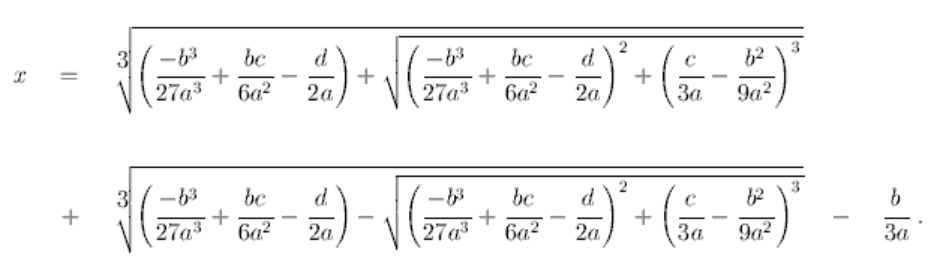 x = ∛((-b³/27a³ + bc/6a² - d/2a) + √((-b³/27a³ + bc/6a² - d/2a)² + (c/3a - b²/9a²)³))
+ ∛((-b³/27a³ + bc/6a² - d/2a) - √((-b³/27a³ + bc/6a² - d/2a)² + (c/3a - b²/9a²)³)) - b/3a .